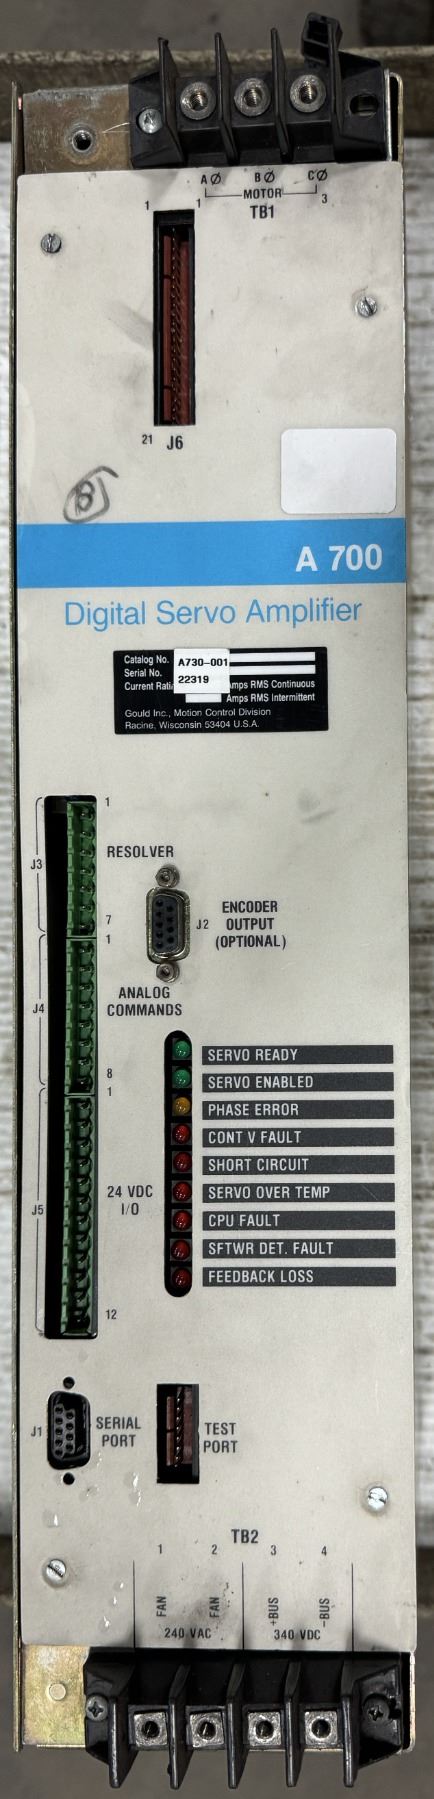 AØ BØ CØ
MOTOR
1 1 3
TB1
21 J6
8
A 700
Digital Servo Amplifier
Catalog No. A730-001
Serial No. 22319
Current Rati Amps RMS Continuous
Amps RMS Intermittent
Gould Inc., Motion Control Division
Racine, Wisconsin 53404 U.S.A.
1
J3 RESOLVER
7
J2 ENCODER
OUTPUT
(OPTIONAL)
1
J4 ANALOG
COMMANDS
8
1
J5 24 VDC
I/O
12
SERVO READY
SERVO ENABLED
PHASE ERROR
CONT V FAULT
SHORT CIRCUIT
SERVO OVER TEMP
CPU FAULT
SFTWR DET. FAULT
FEEDBACK LOSS
J1 SERIAL
PORT
TEST
PORT
TB2
1 2 3 4
FAN FAN +BUS -BUS
240 VAC 340 VDC